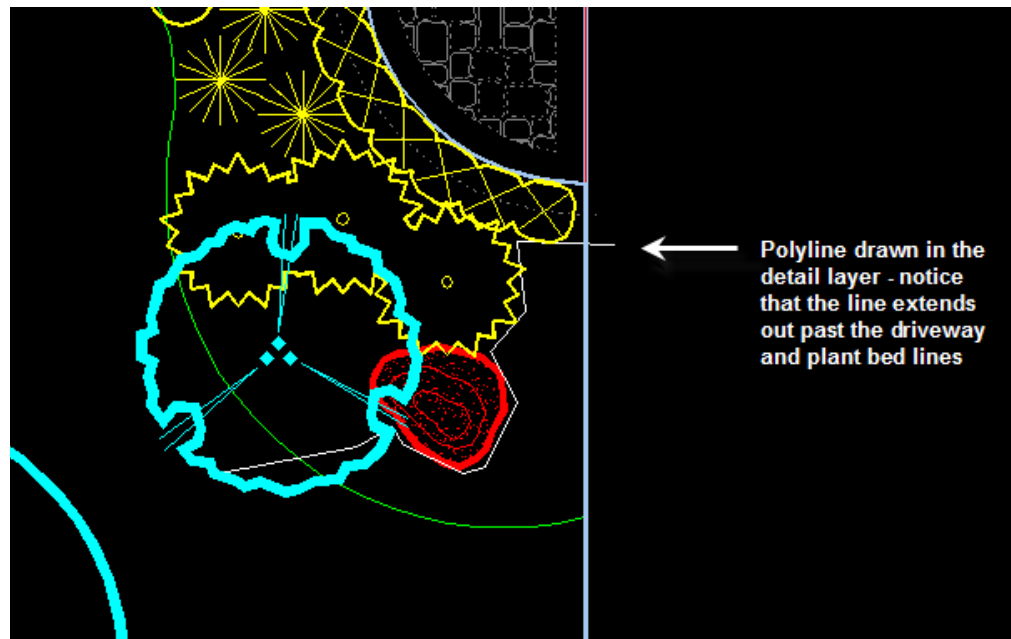 Polyline drawn in the
detail layer - notice
that the line extends
out past the driveway
and plant bed lines